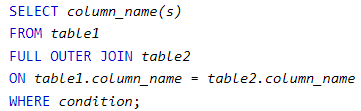 SELECT column_name(s)
FROM table1
FULL OUTER JOIN table2
ON table1.column_name = table2.column_name
WHERE condition;